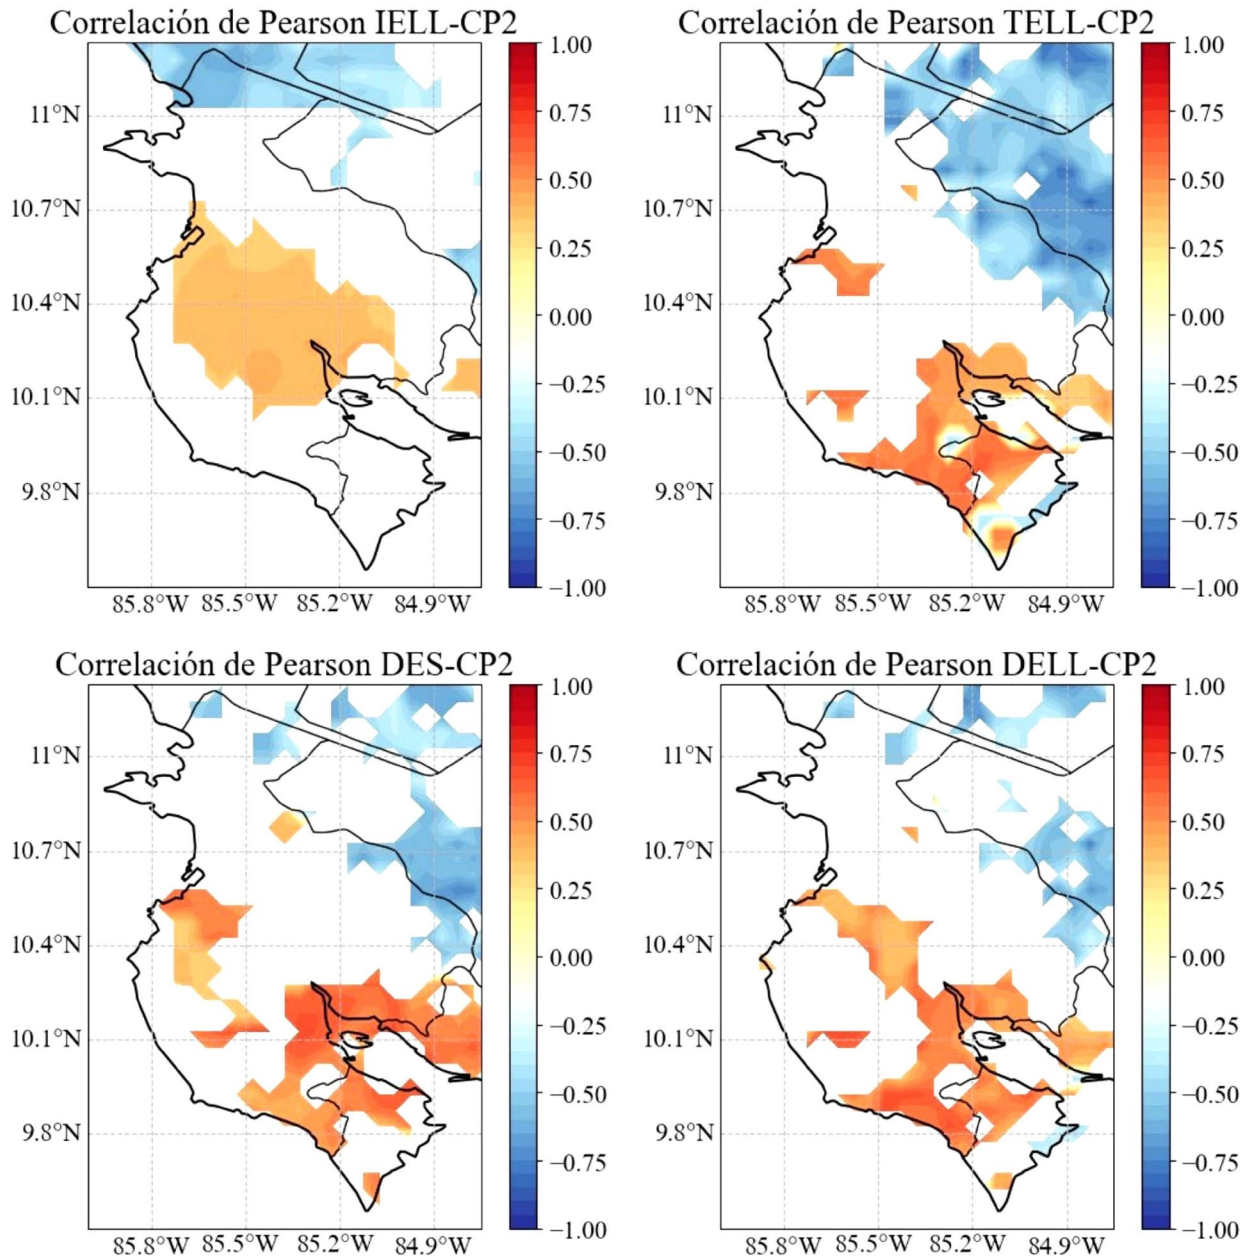 Correlación de Pearson IELL-CP2
11°N
10.7°N
10.4°N
10.1°N
9.8°N
85.8°W 85.5°W 85.2°W 84.9°W
1.00
0.75
0.50
0.25
0.00
−0.25
−0.50
−0.75
−1.00
Correlación de Pearson TELL-CP2
11°N
10.7°N
10.4°N
10.1°N
9.8°N
85.8°W 85.5°W 85.2°W 84.9°W
1.00
0.75
0.50
0.25
0.00
−0.25
−0.50
−0.75
−1.00
Correlación de Pearson DES-CP2
11°N
10.7°N
10.4°N
10.1°N
9.8°N
85.8°W 85.5°W 85.2°W 84.9°W
1.00
0.75
0.50
0.25
0.00
−0.25
−0.50
−0.75
−1.00
Correlación de Pearson DELL-CP2
11°N
10.7°N
10.4°N
10.1°N
9.8°N
85.8°W 85.5°W 85.2°W 84.9°W
1.00
0.75
0.50
0.25
0.00
−0.25
−0.50
−0.75
−1.00